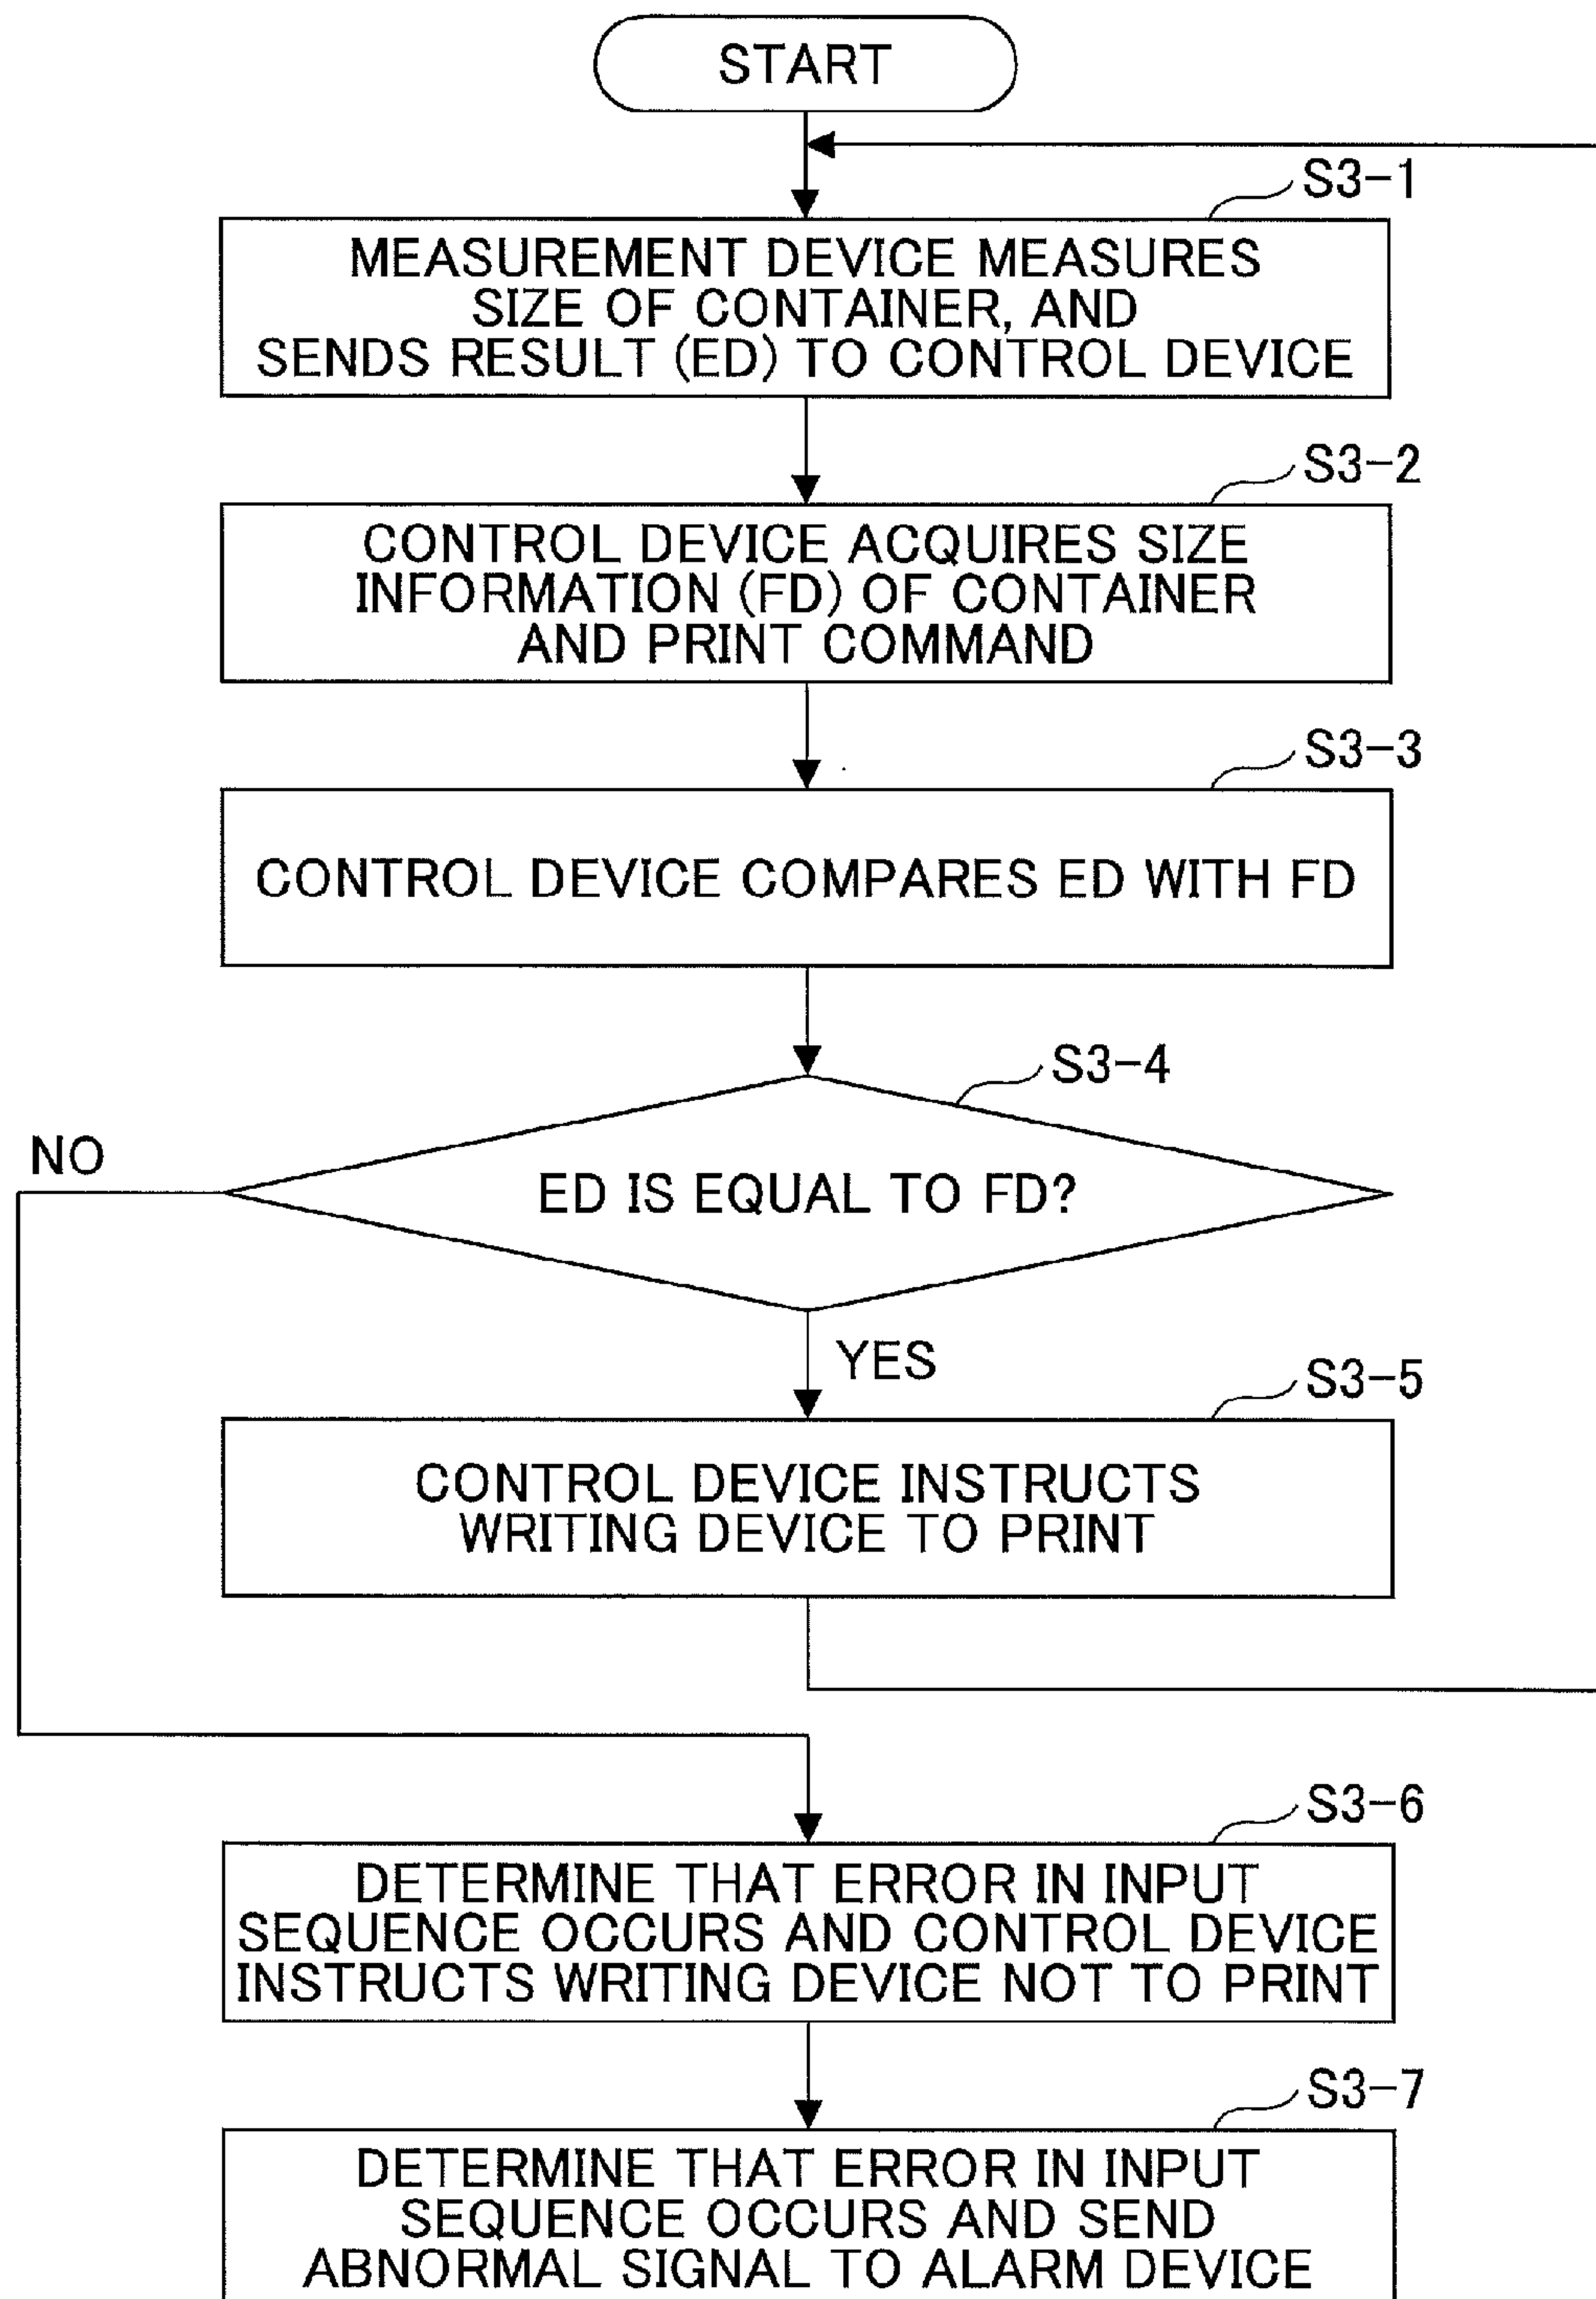 START
S3-1
MEASUREMENT DEVICE MEASURES
SIZE OF CONTAINER, AND
SENDS RESULT (ED) TO CONTROL DEVICE
S3-2
CONTROL DEVICE ACQUIRES SIZE
INFORMATION (FD) OF CONTAINER
AND PRINT COMMAND
S3-3
CONTROL DEVICE COMPARES ED WITH FD
S3-4
NO
ED IS EQUAL TO FD?
YES
S3-5
CONTROL DEVICE INSTRUCTS
WRITING DEVICE TO PRINT
S3-6
DETERMINE THAT ERROR IN INPUT
SEQUENCE OCCURS AND CONTROL DEVICE
INSTRUCTS WRITING DEVICE NOT TO PRINT
S3-7
DETERMINE THAT ERROR IN INPUT
SEQUENCE OCCURS AND SEND
ABNORMAL SIGNAL TO ALARM DEVICE